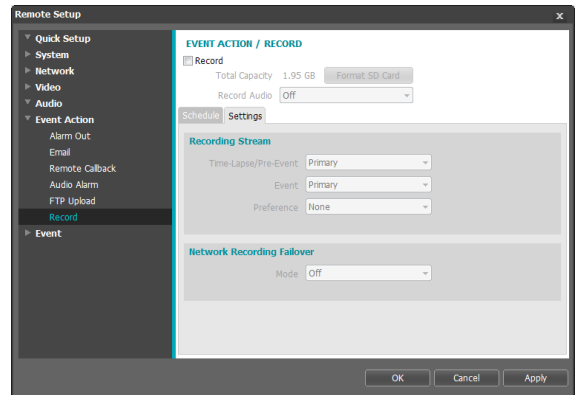 Remote Setup
x
Quick Setup
System
Network
Video
Audio
Event Action
Alarm Out
Email
Remote Callback
Audio Alarm
FTP Upload
Record
Event
EVENT ACTION / RECORD
Record
Total Capacity 1.95 GB Format SD Card
Record Audio Off
Schedule Settings
Recording Stream
Time-Lapse/Pre-Event Primary
Event Primary
Preference None
Network Recording Failover
Mode Off
OK Cancel Apply